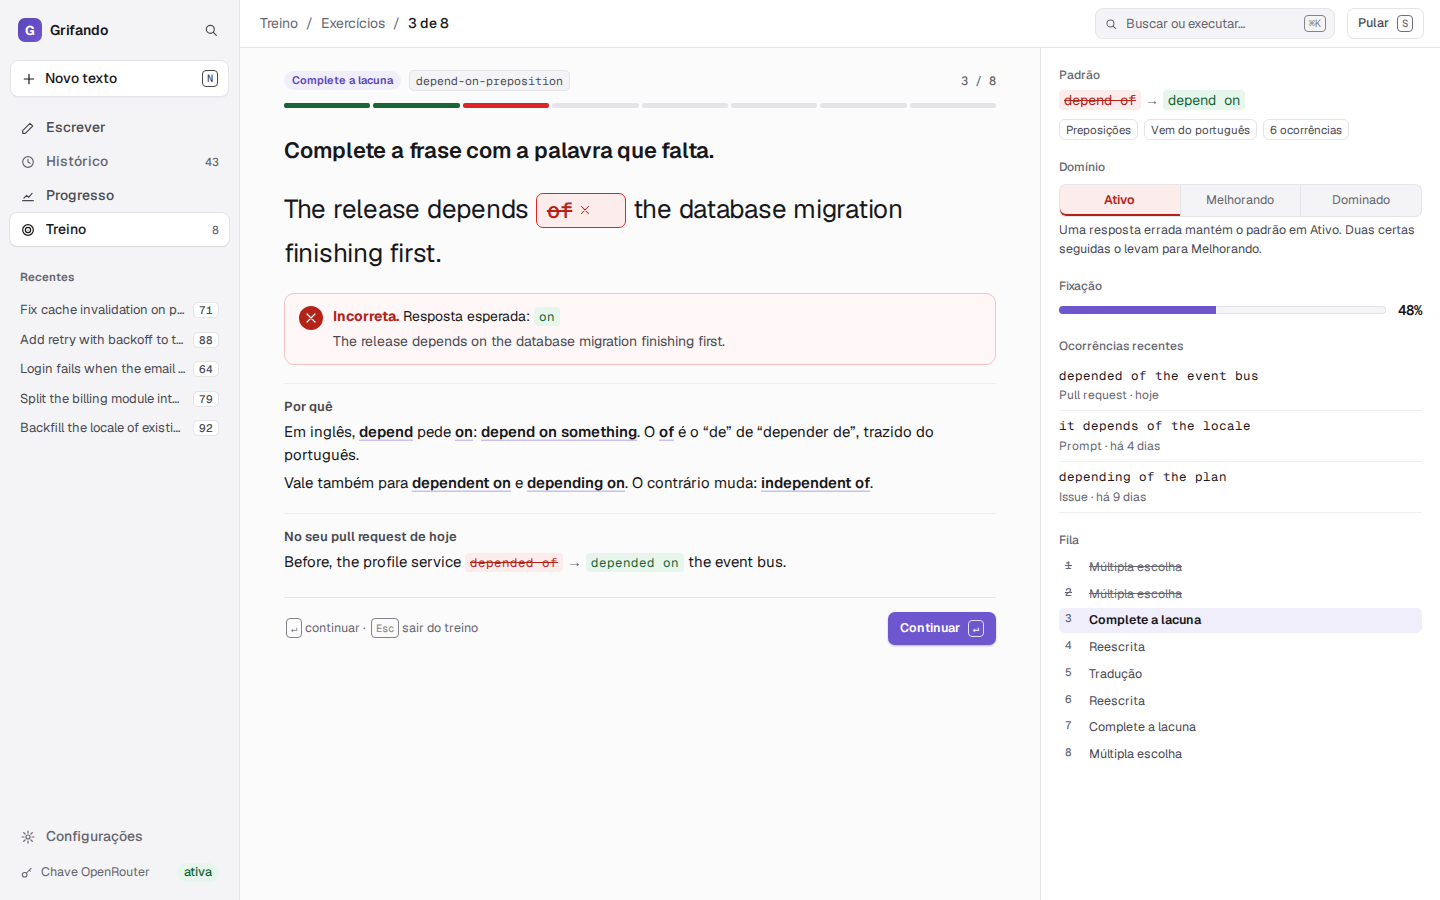 G Grifando
Novo texto N
Escrever
Histórico 43
Progresso
Treino 8
Recentes
Fix cache invalidation on p... 71
Add retry with backoff to t... 88
Login fails when the email ... 64
Split the billing module int... 79
Backfill the locale of existi... 92
Configurações
Chave OpenRouter ativa
Treino / Exercícios / 3 de 8
Buscar ou executar... ⌘K
Pular S
Complete a lacuna depend-on-preposition 3 / 8
Complete a frase com a palavra que falta.
The release depends of × the database migration
finishing first.
Incorreta. Resposta esperada: on
The release depends on the database migration finishing first.
Por quê
Em inglês, depend pede on: depend on something. O of é o “de” de “depender de”, trazido do
português.
Vale também para dependent on e depending on. O contrário muda: independent of.
No seu pull request de hoje
Before, the profile service depended of → depended on the event bus.
↵ continuar · Esc sair do treino
Continuar ↵
Padrão
depend of → depend on
Preposições Vem do português 6 ocorrências
Domínio
Ativo Melhorando Dominado
Uma resposta errada mantém o padrão em Ativo. Duas certas
seguidas o levam para Melhorando.
Fixação
48%
Ocorrências recentes
depended of the event bus
Pull request · hoje
it depends of the locale
Prompt · há 4 dias
depending of the plan
Issue · há 9 dias
Fila
1 Múltipla escolha
2 Múltipla escolha
3 Complete a lacuna
4 Reescrita
5 Tradução
6 Reescrita
7 Complete a lacuna
8 Múltipla escolha